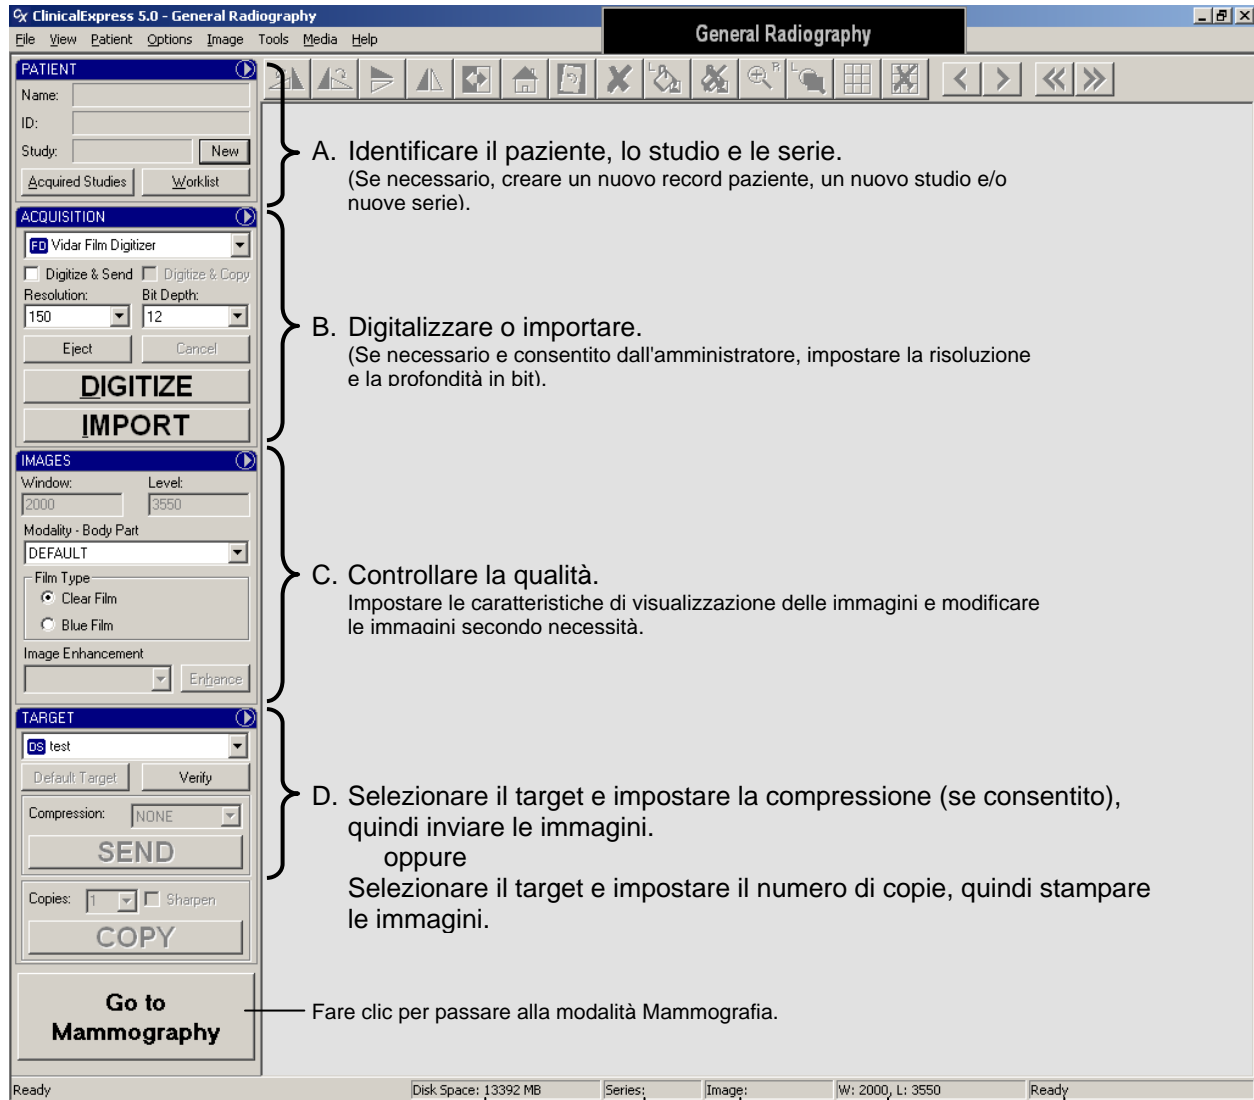 ClinicalExpress 5.0 - General Radiography
General Radiography
File View Patient Options Image Tools Media Help
PATIENT
Name:
ID:
Study: New
Acquired Studies Worklist
A. Identificare il paziente, lo studio e le serie.
(Se necessario, creare un nuovo record paziente, un nuovo studio e/o
nuove serie).
ACQUISITION
FD Vidar Film Digitizer
Digitize & Send Digitize & Copy
Resolution: Bit Depth:
150 12
Eject Cancel
DIGITIZE
IMPORT
B. Digitalizzare o importare.
(Se necessario e consentito dall'amministratore, impostare la risoluzione
e la profondità in bit).
IMAGES
Window: Level:
2000 3550
Modality - Body Part
DEFAULT
Film Type
Clear Film
Blue Film
Image Enhancement
Enhance
C. Controllare la qualità.
Impostare le caratteristiche di visualizzazione delle immagini e modificare
le immagini secondo necessità.
TARGET
DS test
Default Target Verify
Compression: NONE
SEND
Copies: 1 Sharpen
COPY
D. Selezionare il target e impostare la compressione (se consentito),
quindi inviare le immagini.
oppure
Selezionare il target e impostare il numero di copie, quindi stampare
le immagini.
Go to
Mammography
Fare clic per passare alla modalità Mammografia.
Ready Disk Space: 13392 MB Series: Image: W: 2000, L: 3550 Ready